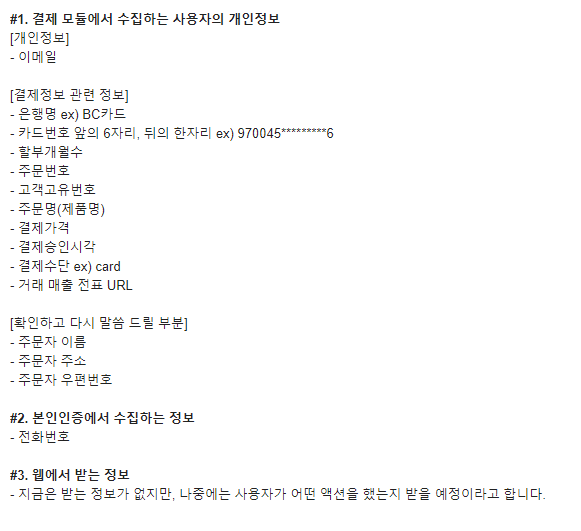 #1. 결제 모듈에서 수집하는 사용자의 개인정보
[개인정보]
- 이메일
[결제정보 관련 정보]
- 은행명 ex) BC카드
- 카드번호 앞의 6자리, 뒤의 한자리 ex) 970045*********6
- 할부개월수
- 주문번호
- 고객고유번호
- 주문명(제품명)
- 결제가격
- 결제승인시각
- 결제수단 ex) card
- 거래 매출 전표 URL
[확인하고 다시 말씀 드릴 부분]
- 주문자 이름
- 주문자 주소
- 주문자 우편번호
#2. 본인인증에서 수집하는 정보
- 전화번호
#3. 웹에서 받는 정보
- 지금은 받는 정보가 없지만, 나중에는 사용자가 어떤 액션을 했는지 받을 예정이라고 합니다.